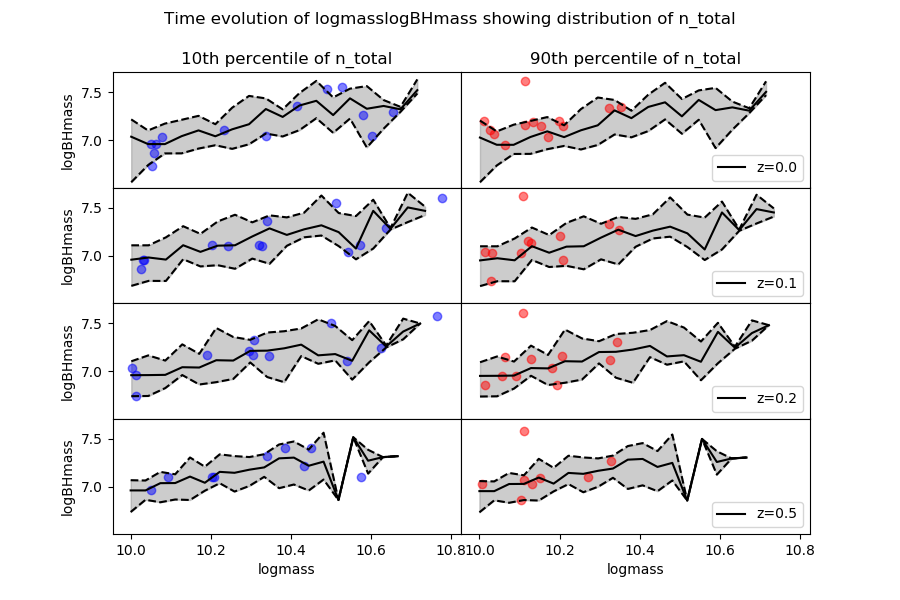 Time evolution of logmasslogBHmass showing distribution of n_total
10th percentile of n_total
90th percentile of n_total
7.5
7.0
logBHmass
z=0.0
7.5
7.0
logBHmass
z=0.1
7.5
7.0
logBHmass
z=0.2
7.5
7.0
logBHmass
z=0.5
10.0 10.2 10.4 10.6 10.8
10.0 10.2 10.4 10.6 10.8
logmass
logmass